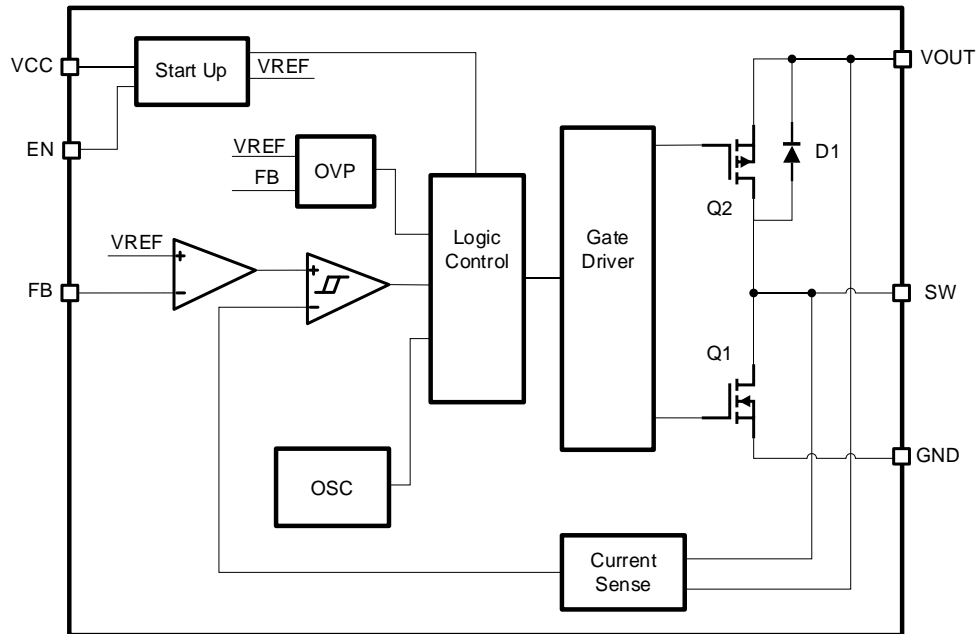 VCC
Start Up
VREF
VOUT
EN
VREF
FB
OVP
D1
Q2
Logic
Control
Gate
Driver
VREF
+
−
FB
+
−
SW
Q1
GND
OSC
Current
Sense